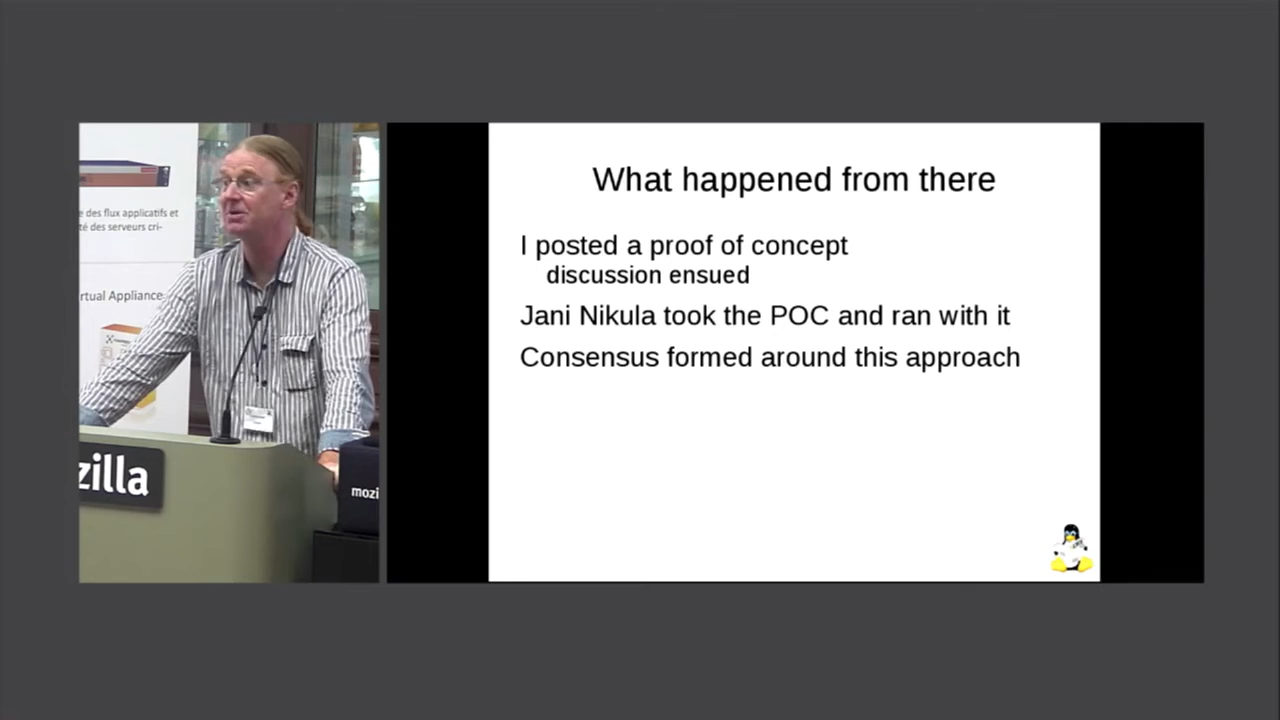 e des flux applicatifs et
té des serveurs cri-
rtual Appliance
zilla
mozi
What happened from there
I posted a proof of concept
discussion ensued
Jani Nikula took the POC and ran with it
Consensus formed around this approach